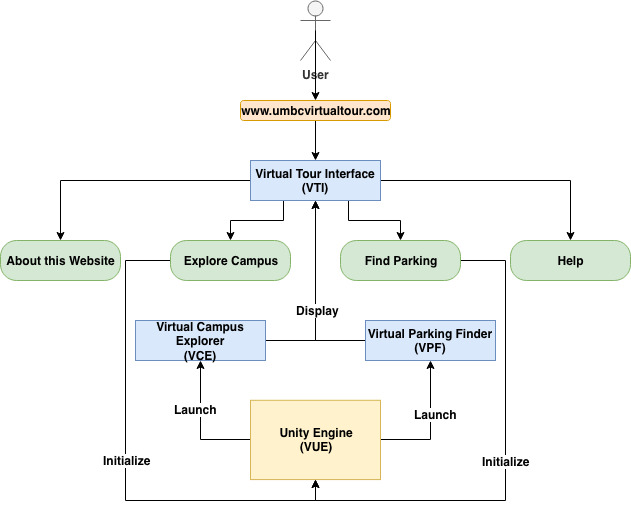 User
www.umbcvirtualtour.com
Virtual Tour Interface
(VTI)
About this Website
Explore Campus
Find Parking
Help
Display
Virtual Campus
Explorer
(VCE)
Virtual Parking Finder
(VPF)
Launch
Launch
Unity Engine
(VUE)
Initialize
Initialize